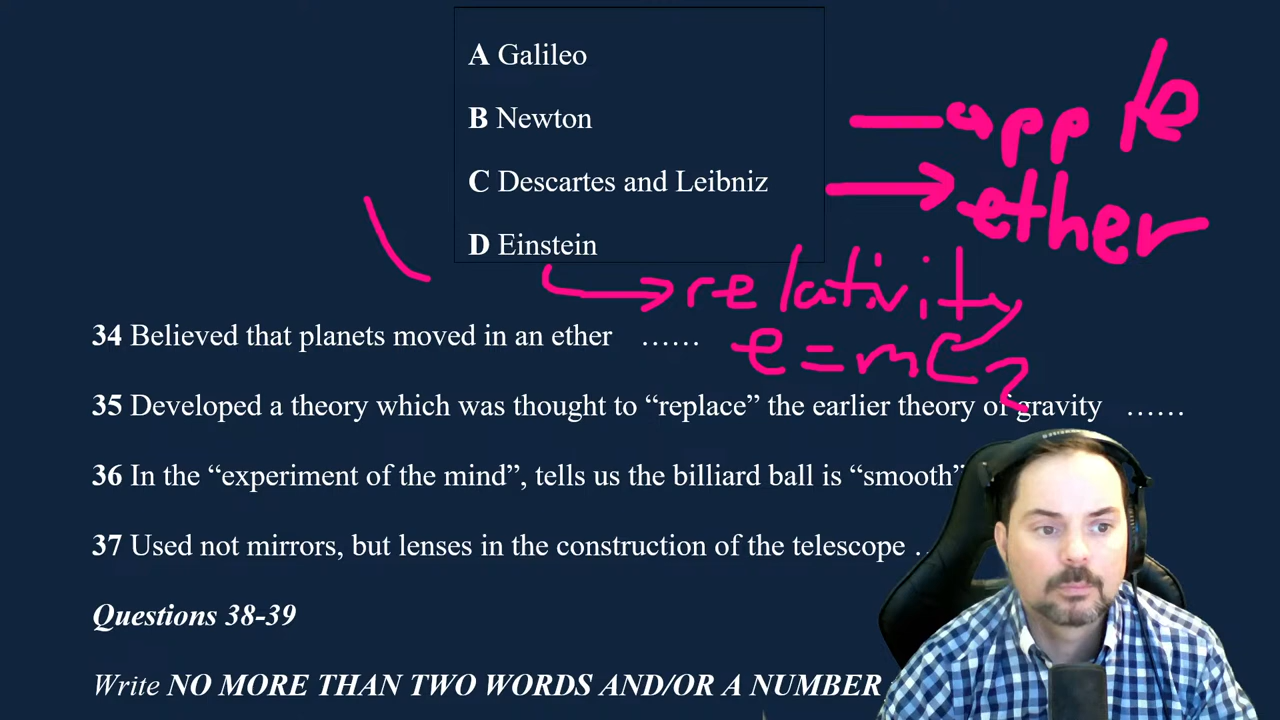 A Galileo
B Newton — apple
C Descartes and Leibniz → ether
D Einstein → relativity
34 Believed that planets moved in an ether ……
e=mc2
35 Developed a theory which was thought to “replace” the earlier theory of gravity ……
36 In the “experiment of the mind”, tells us the billiard ball is “smooth”
37 Used not mirrors, but lenses in the construction of the telescope …
Questions 38-39
Write NO MORE THAN TWO WORDS AND/OR A NUMBER